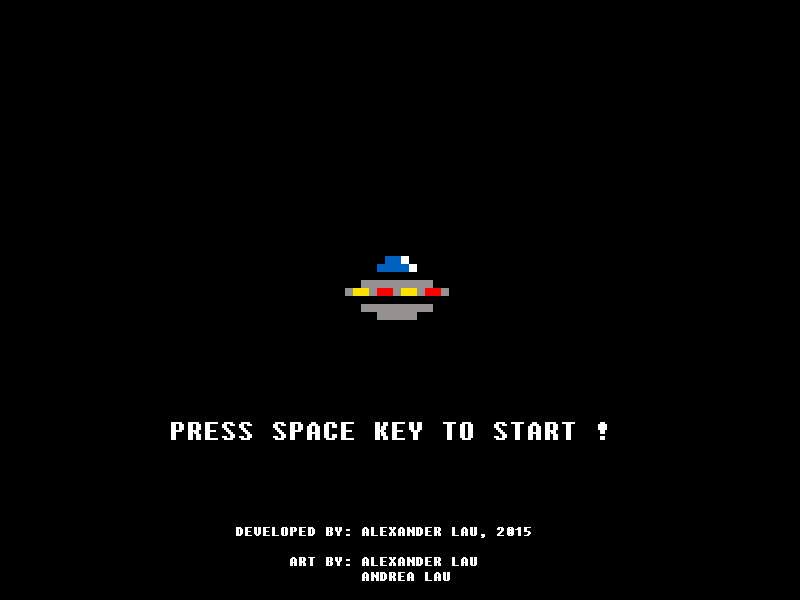 PRESS SPACE KEY TO START !
DEVELOPED BY: ALEXANDER LAU, 2015
ART BY: ALEXANDER LAU
ANDREA LAU